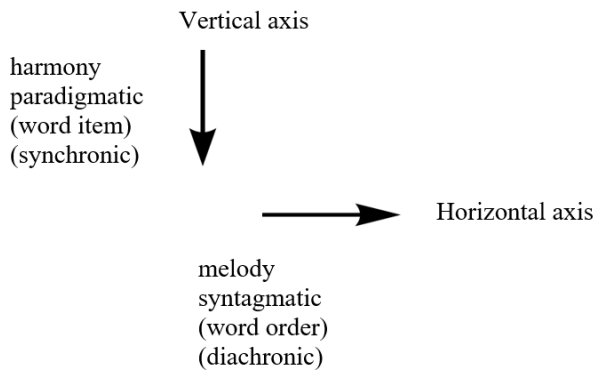 Vertical axis
harmony
paradigmatic
(word item)
(synchronic)
Horizontal axis
melody
syntagmatic
(word order)
(diachronic)